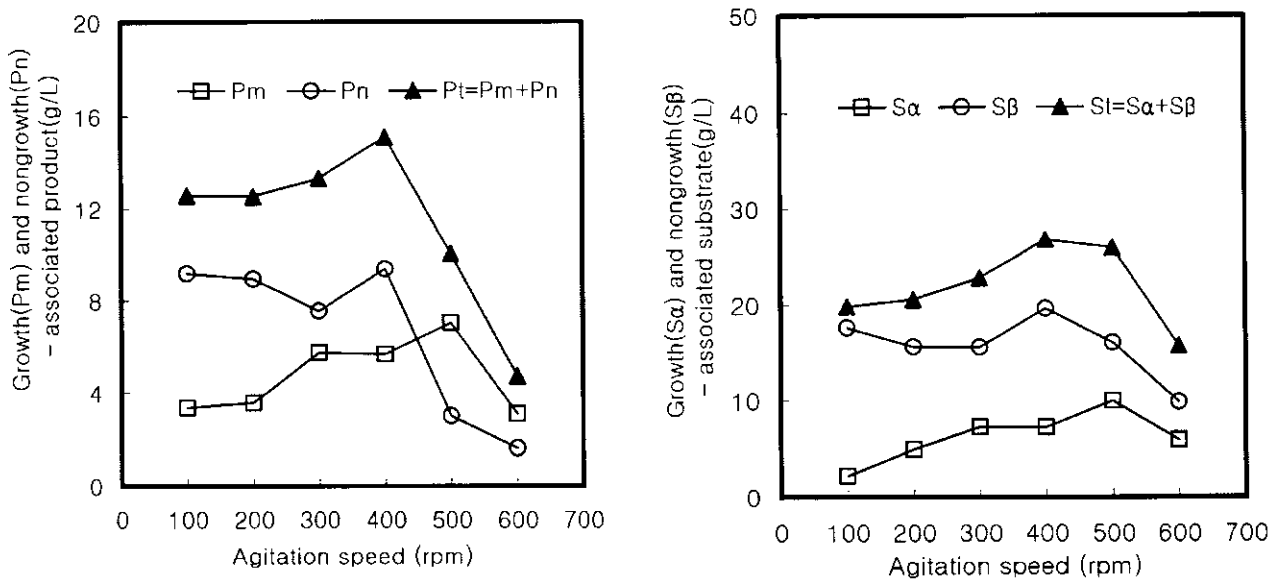 Growth(Pm) and nongrowth(Pn)
- associated product(g/L)
20
16
12
8
4
0
Pm Pn Pt=Pm+Pn
0 100 200 300 400 500 600 700
Agitation speed (rpm)
Growth(Sα) and nongrowth(Sβ)
- associated substrate(g/L)
50
40
30
20
10
0
Sα Sβ St=Sα+Sβ
0 100 200 300 400 500 600 700
Agitation speed (rpm)